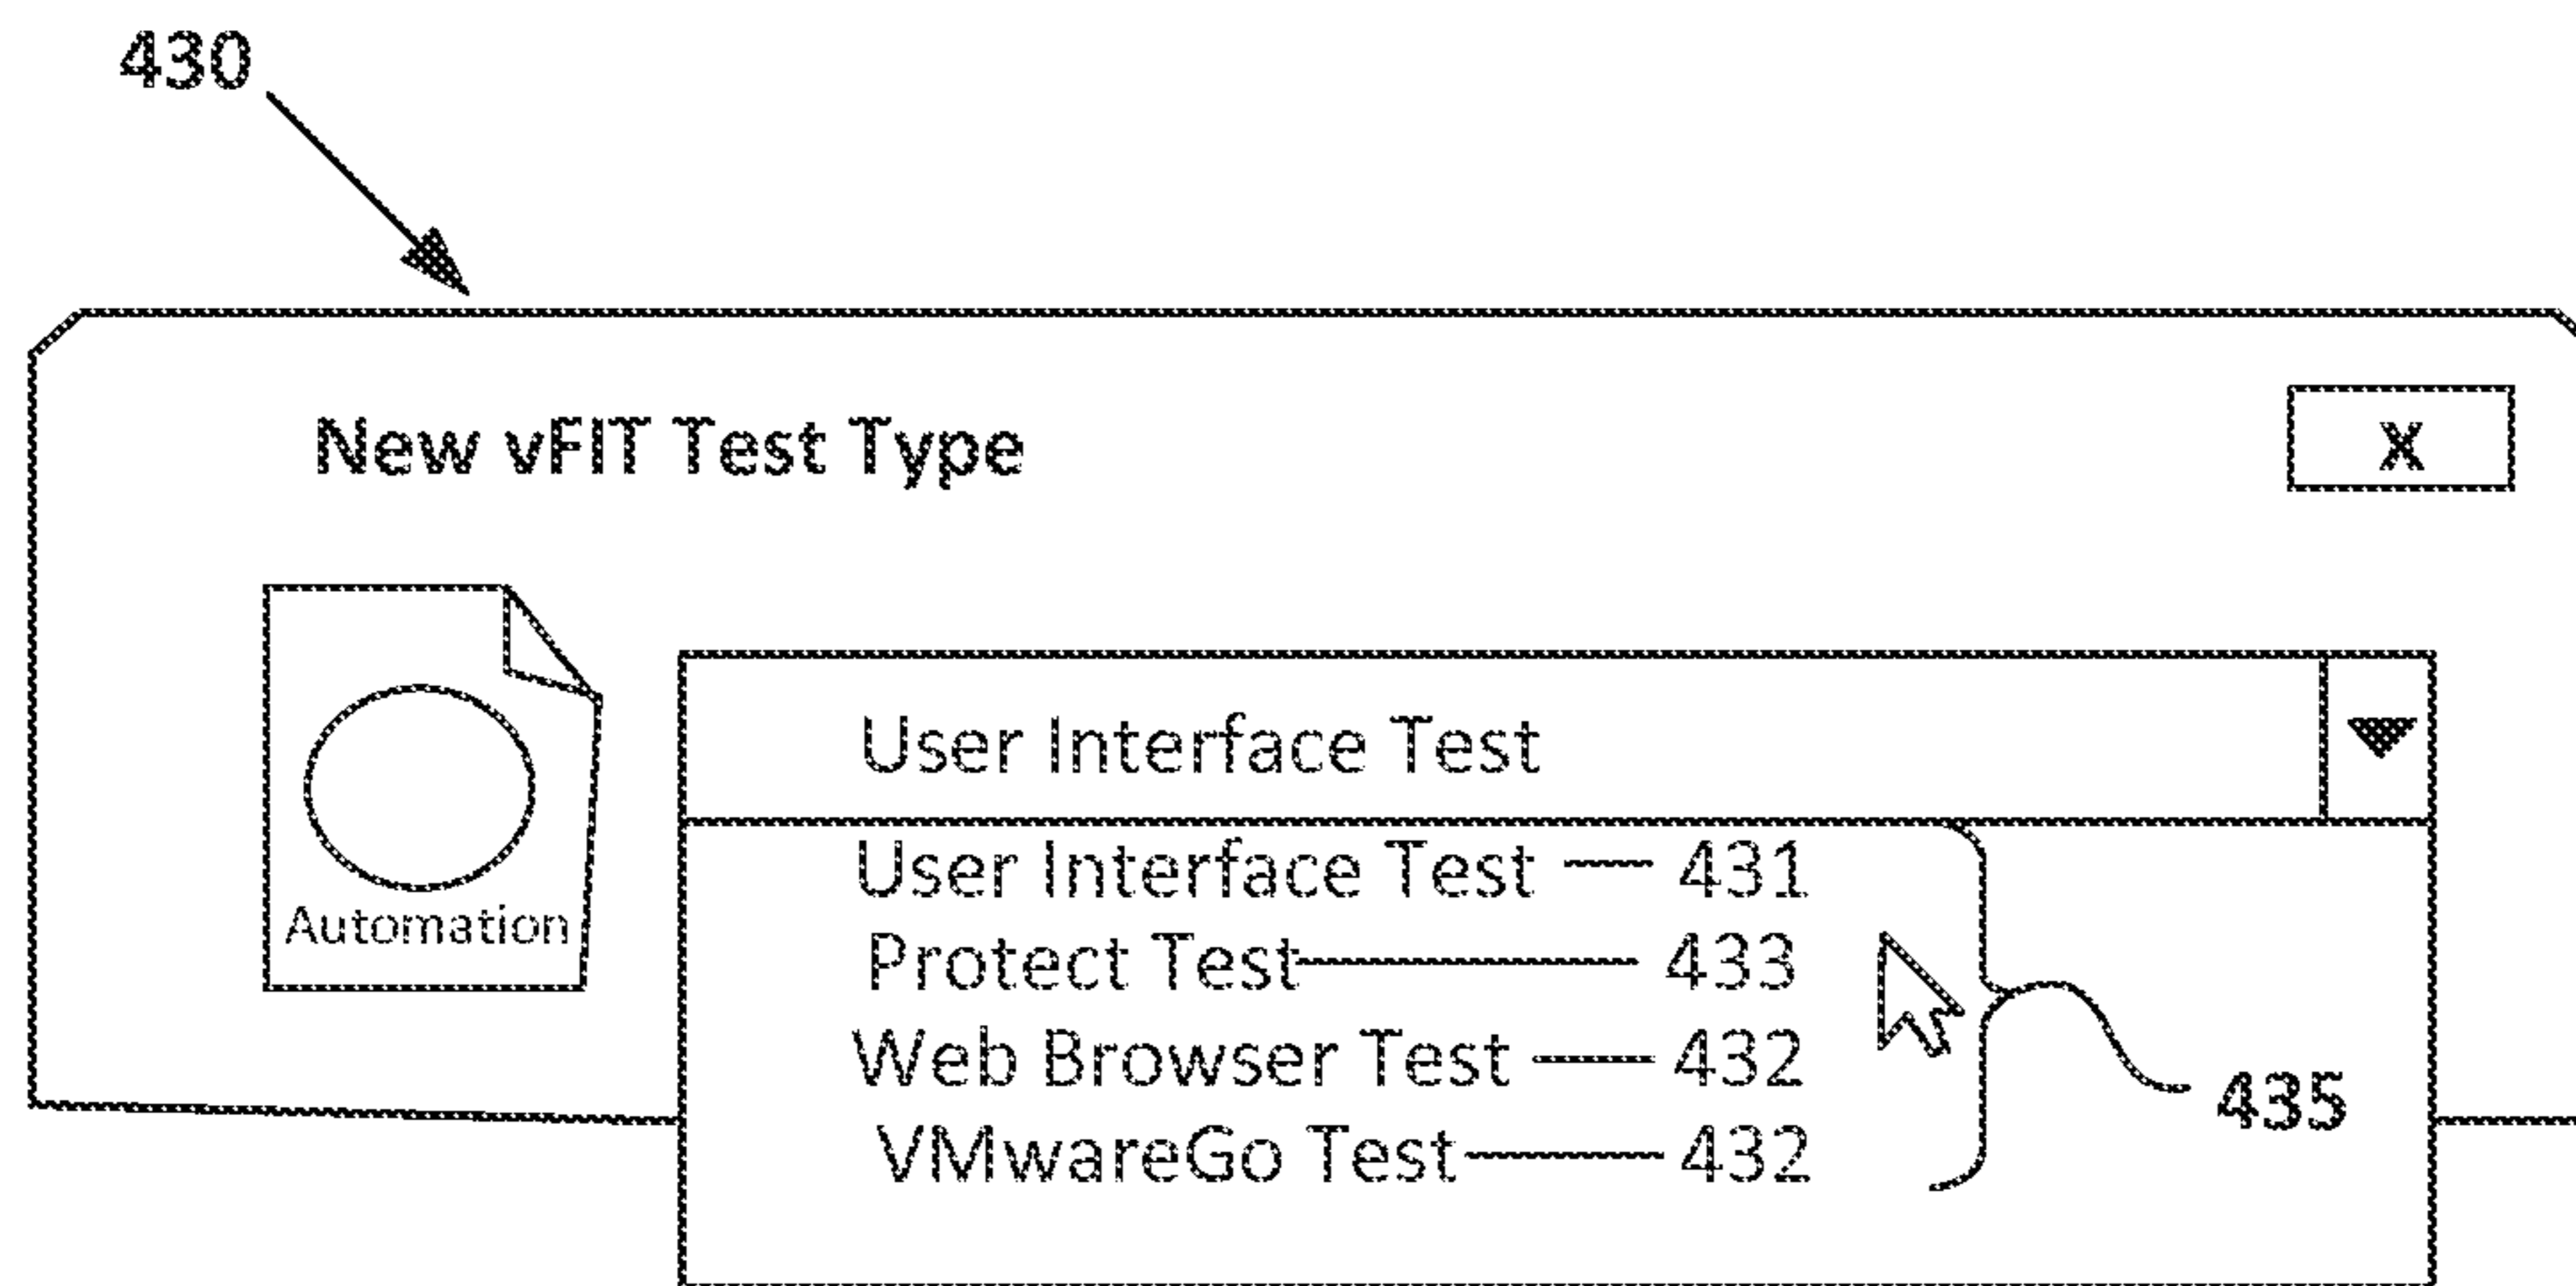 430
New vFIT Test Type
X
User Interface Test
Automation
User Interface Test 431
Protect Test 433
Web Browser Test 432
VMwareGo Test 432
435